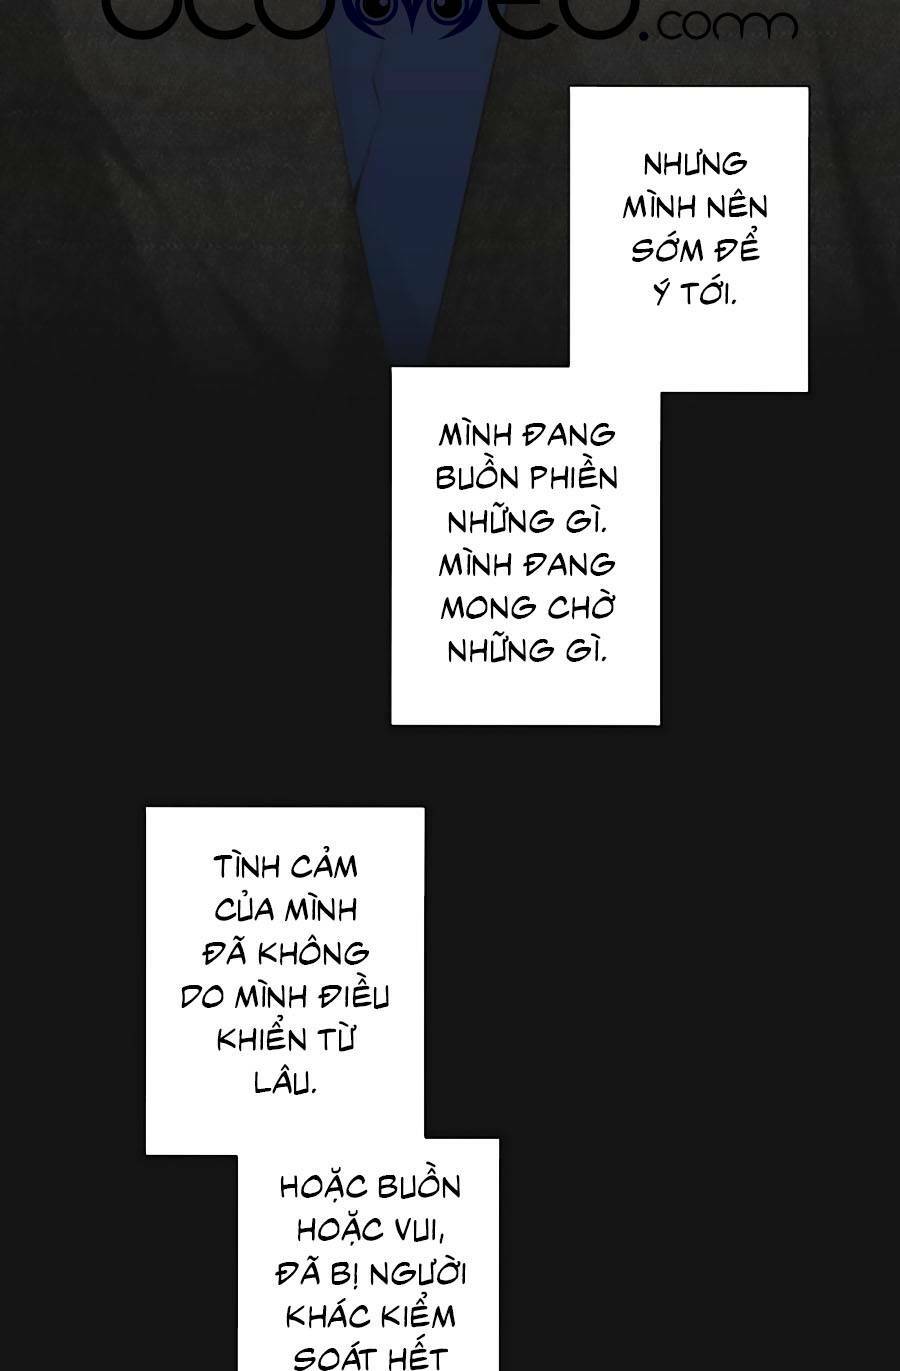 NHƯNG
MÌNH NÊN
SỚM ĐỂ
Ý TỚI.
MÌNH ĐANG
BUỒN PHIỀN
NHỮNG GÌ.
MÌNH ĐANG
MONG CHỜ
NHỮNG GÌ.
TÌNH CẢM
CỦA MÌNH
ĐÃ KHÔNG
DO MÌNH ĐIỀU
KHIỂN TỪ
LÂU.
HOẶC BUỒN
HOẶC VUI,
ĐÃ BỊ NGƯỜI
KHÁC KIỂM
SOÁT HẾT